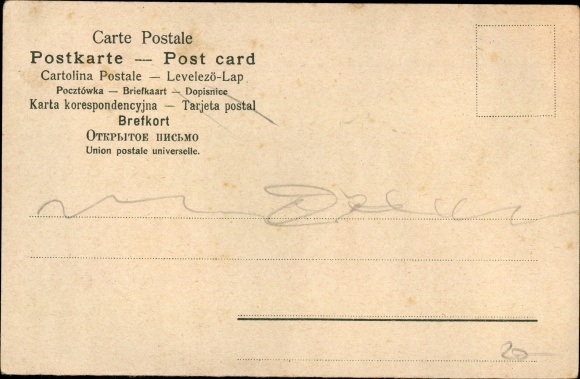 Carte Postale
Postkarte — Post card
Cartolina Postale — Levelező-Lap
Pocztówka — Briefkaart — Dopisnice
Karta korespondencyjna — Tarjeta postal
Brefkort
Открытое письмо
Union postale universelle.
20